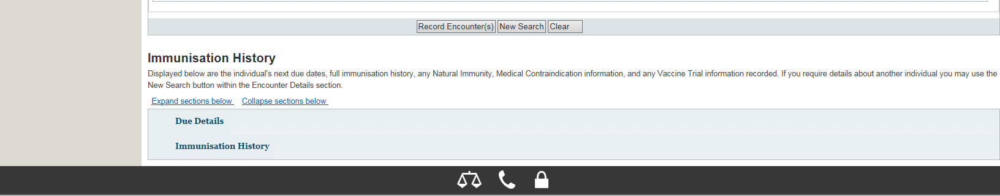 Record Encounter(s) New Search Clear
Immunisation History
Displayed below are the individual's next due dates, full immunisation history, any Natural Immunity, Medical Contraindication information, and any Vaccine Trial information recorded. If you require details about another individual you may use the
New Search button within the Encounter Details section.
Expand sections below Collapse sections below
Due Details
Immunisation History